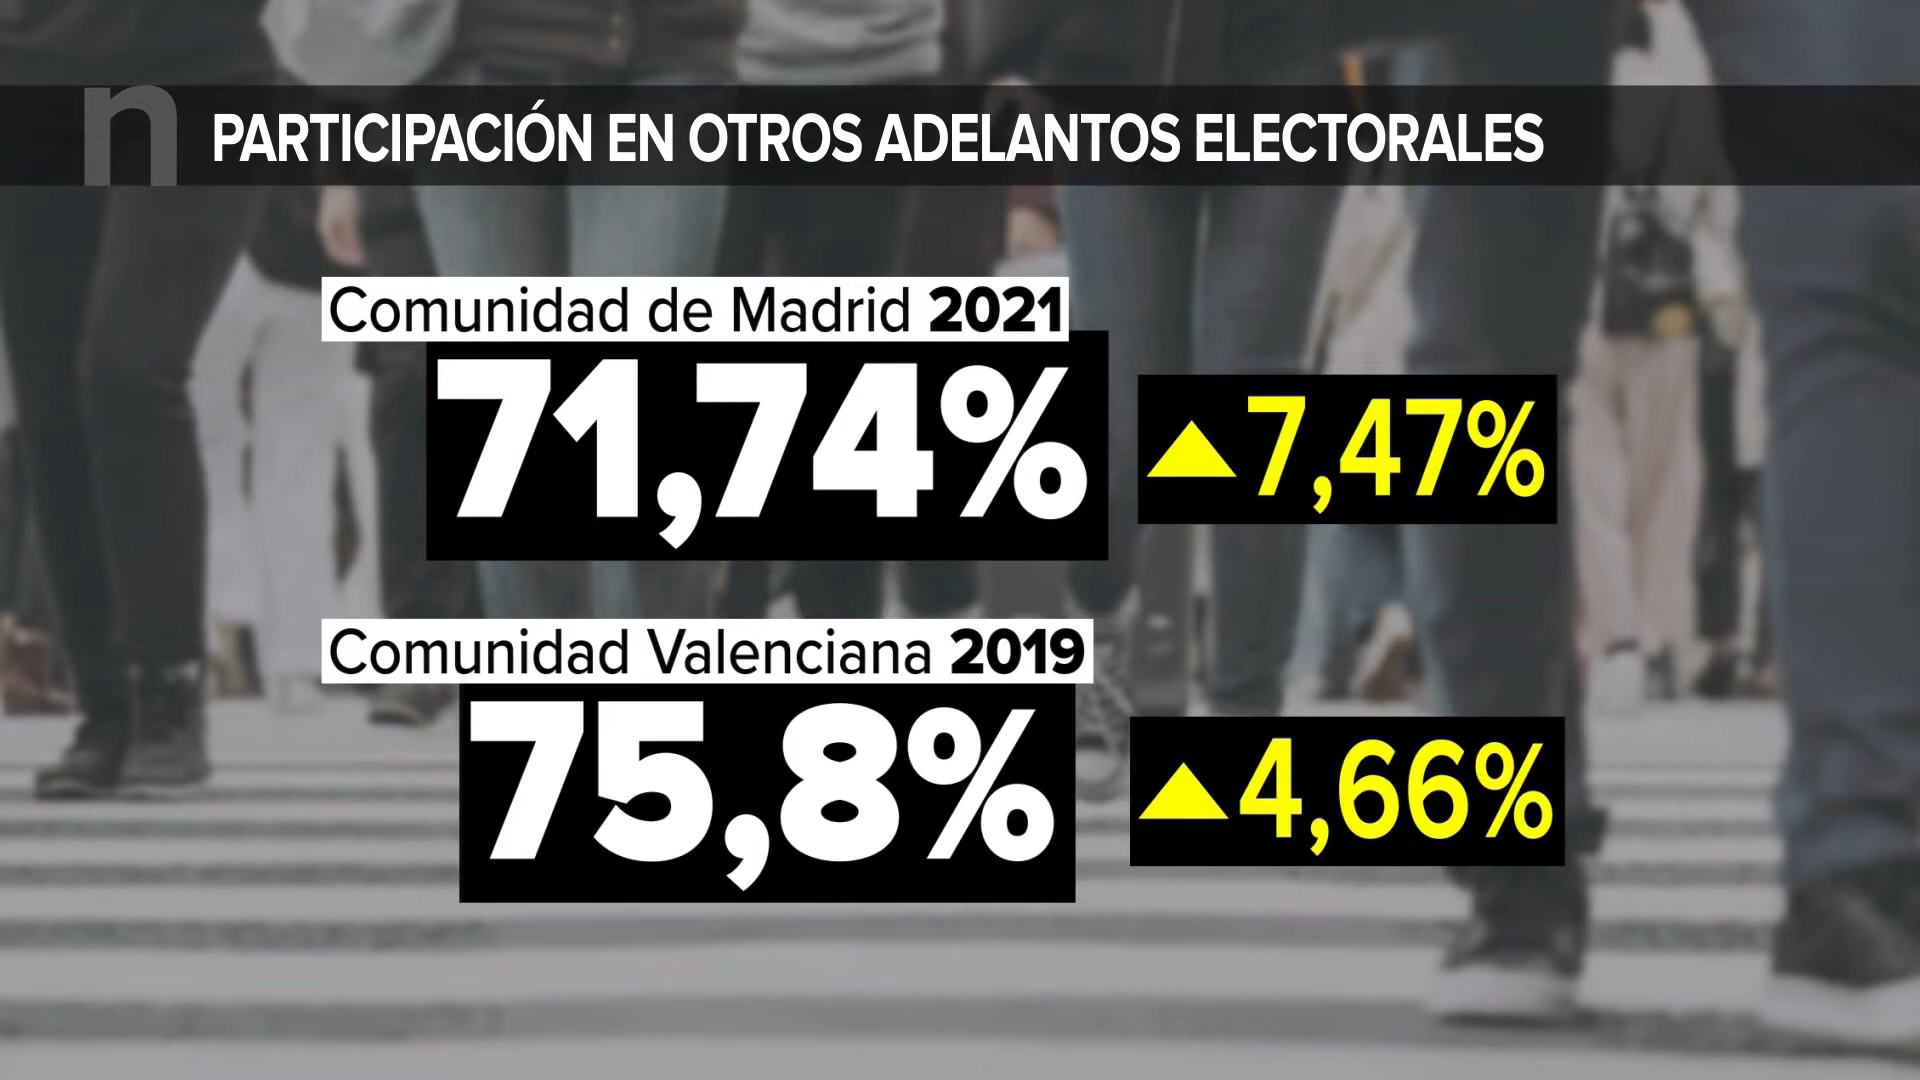 n PARTICIPACIÓN EN OTROS ADELANTOS ELECTORALES
Comunidad de Madrid 2021
71,74% ▲7,47%
Comunidad Valenciana 2019
75,8% ▲4,66%